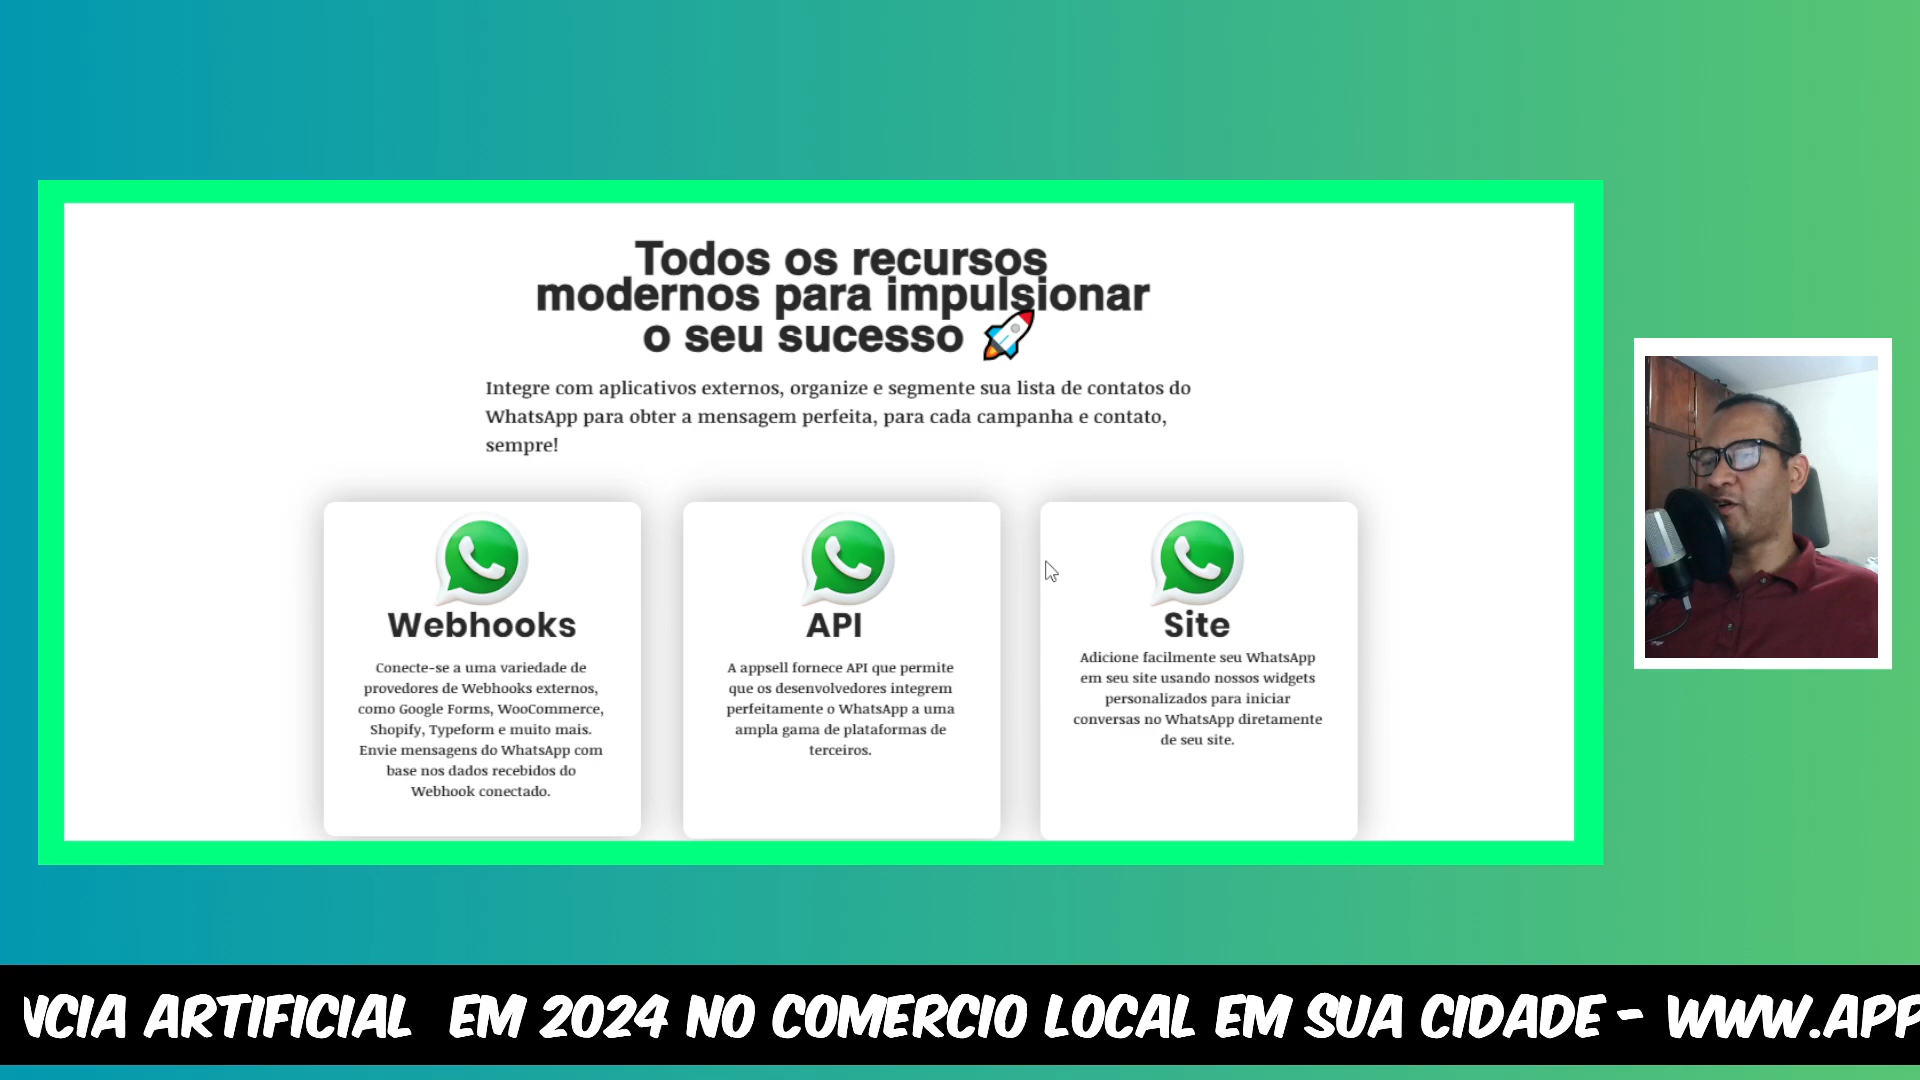 Todos os recursos
modernos para impulsionar
o seu sucesso 🚀
Integre com aplicativos externos, organize e segmente sua lista de contatos do
WhatsApp para obter a mensagem perfeita, para cada campanha e contato,
sempre!
Webhooks
Conecte-se a uma variedade de
provedores de Webhooks externos,
como Google Forms, WooCommerce,
Shopify, Typeform e muito mais.
Envie mensagens do WhatsApp com
base nos dados recebidos do
Webhook conectado.
API
A appsell fornece API que permite
que os desenvolvedores integrem
perfeitamente o WhatsApp a uma
ampla gama de plataformas de
terceiros.
Site
Adicione facilmente seu WhatsApp
em seu site usando nossos widgets
personalizados para iniciar
conversas no WhatsApp diretamente
de seu site.
NCIA ARTIFICIAL EM 2024 NO COMERCIO LOCAL EM SUA CIDADE - WWW.APP